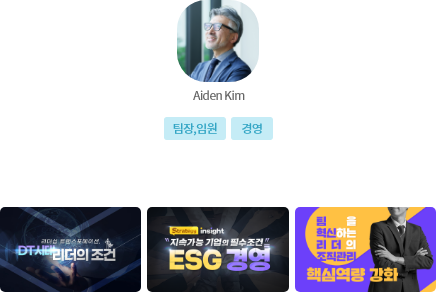 Aiden Kim
팀장,임원
경영
리더십 트랜스포메이션,
DT시대 리더의 조건
Strategy insight
"지속가능 기업의 필수조건"
ESG 경영
팀을
혁신하는
리더의
조직관리
핵심역량 강화